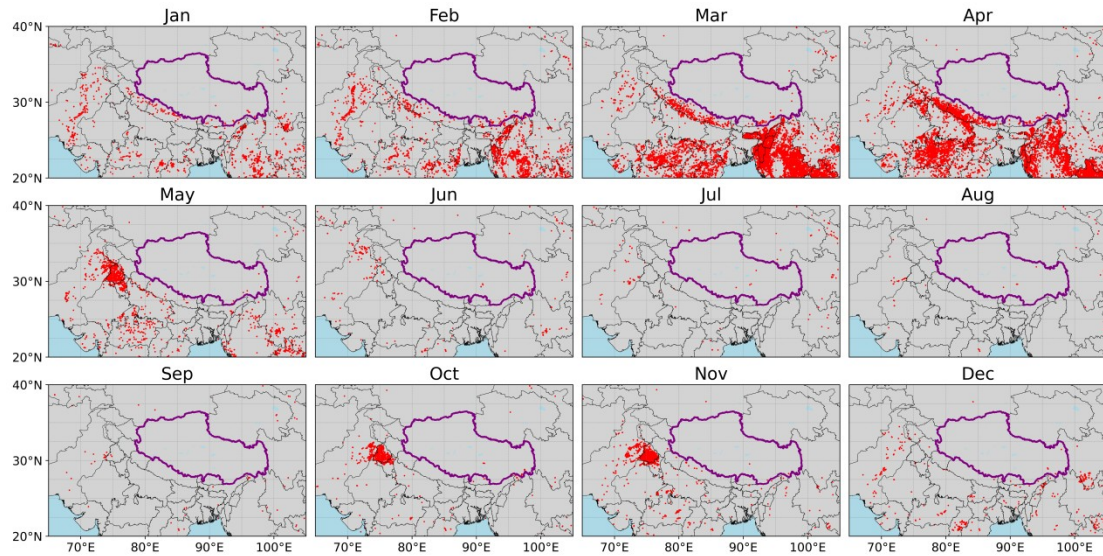 Jan Feb Mar Apr
40°N
30°N
20°N
May Jun Jul Aug
40°N
30°N
20°N
Sep Oct Nov Dec
40°N
30°N
20°N
70°E 80°E 90°E 100°E 70°E 80°E 90°E 100°E 70°E 80°E 90°E 100°E 70°E 80°E 90°E 100°E